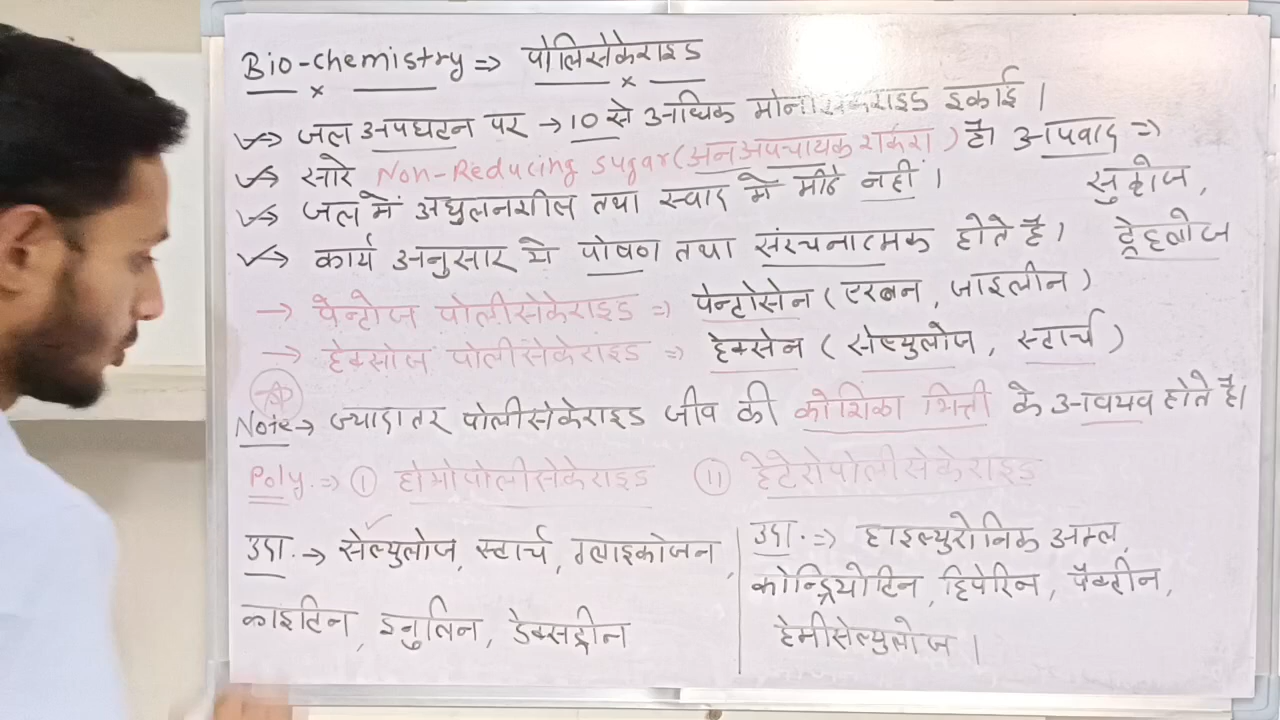 Bio-chemistry ⇒ पोलिसेकेराइड
जल अपघटन पर → 10 से अधिक मोनोसेकेराइड इकाई।
सारे Non-Reducing sugar (अनअपचायक शर्करा) है। अपवाद ⇒
सुक्रोज,
जल में अघुलनशील तथा स्वाद में मीठे नहीं।
ट्रेहलोज
कार्य अनुसार ये पोषण तथा संरचनात्मक होते है।
→ पेन्टोज पोलीसेकेराइड ⇒ पेन्टोसेन (एरबन, जाइलीन)
→ हेक्सोज पोलीसेकेराइड ⇒ हेक्सेन (सेल्युलोज, स्टार्च)
Note → ज्यादातर पोलीसेकेराइड जीव की कोशिका भित्ती के अवयव होते है।
Poly. ⇒ ① होमोपोलीसेकेराइड ⑪ हेटेरोपोलीसेकेराइड
उदा. → सेल्युलोज, स्टार्च, ग्लाइकोजन,
काइटिन, इनुलिन, डेक्सट्रीन
उदा. ⇒ हाइल्युरोनिक अम्ल,
कोन्ड्रियोटिन, हिपेरिन, पैक्टीन,
हेमीसेल्युलोज।